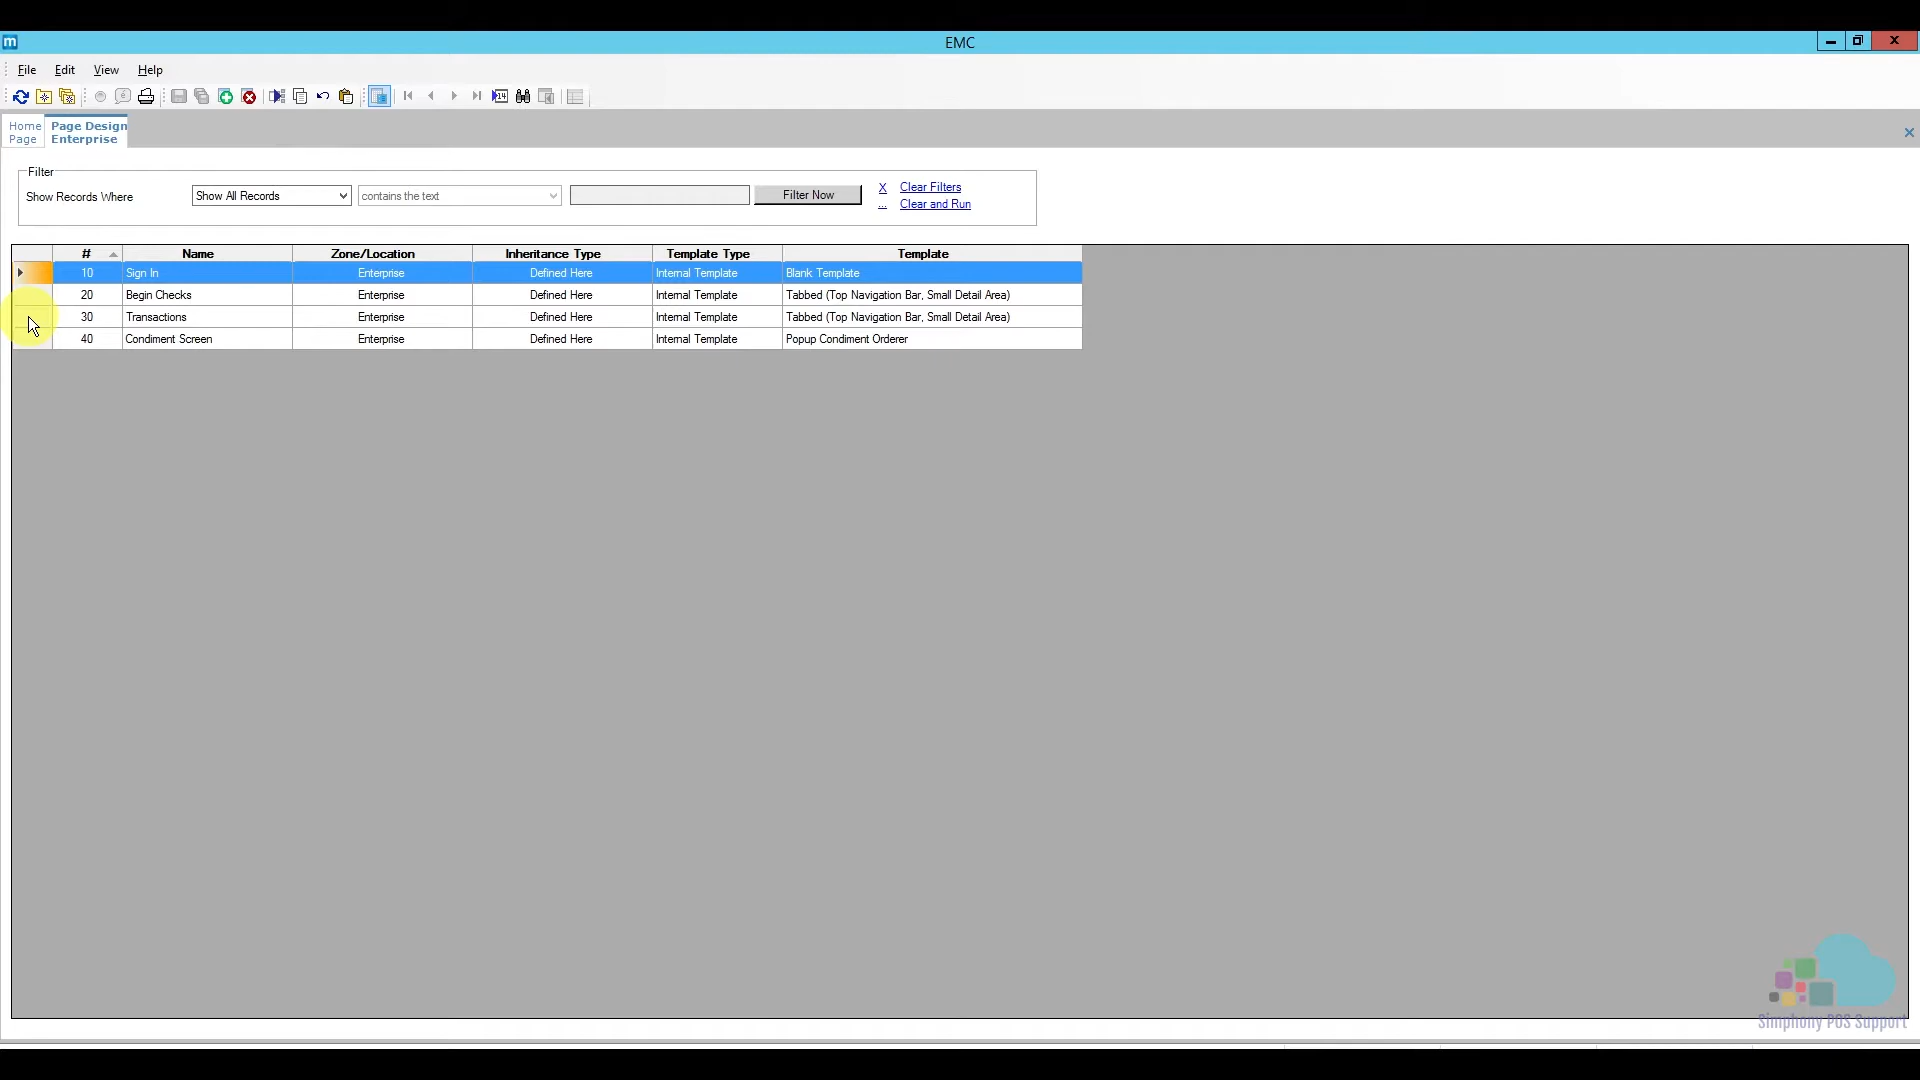 EMC
File Edit View Help
Home Page
Page Design Enterprise
Filter
Show Records Where Show All Records contains the text Filter Now X Clear Filters
... Clear and Run
# Name Zone/Location Inheritance Type Template Type Template
10 Sign In Enterprise Defined Here Internal Template Blank Template
20 Begin Checks Enterprise Defined Here Internal Template Tabbed (Top Navigation Bar, Small Detail Area)
30 Transactions Enterprise Defined Here Internal Template Tabbed (Top Navigation Bar, Small Detail Area)
40 Condiment Screen Enterprise Defined Here Internal Template Popup Condiment Orderer
Simphony POS Support